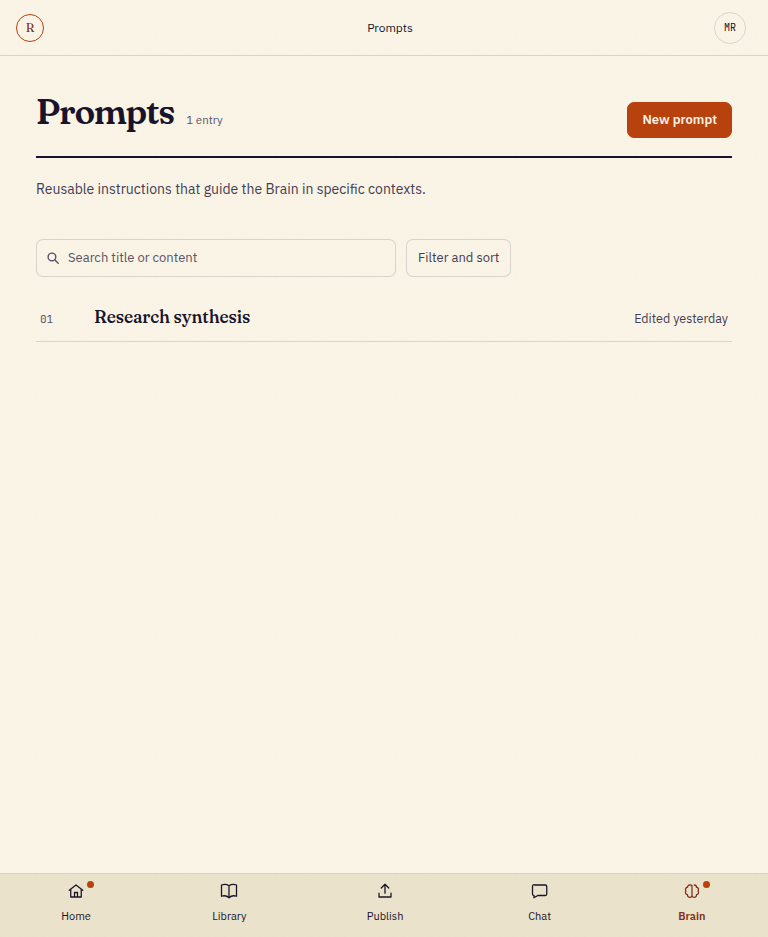 R
Prompts
MR
Prompts 1 entry
New prompt
Reusable instructions that guide the Brain in specific contexts.
Search title or content
Filter and sort
01 Research synthesis Edited yesterday
Home
Library
Publish
Chat
Brain